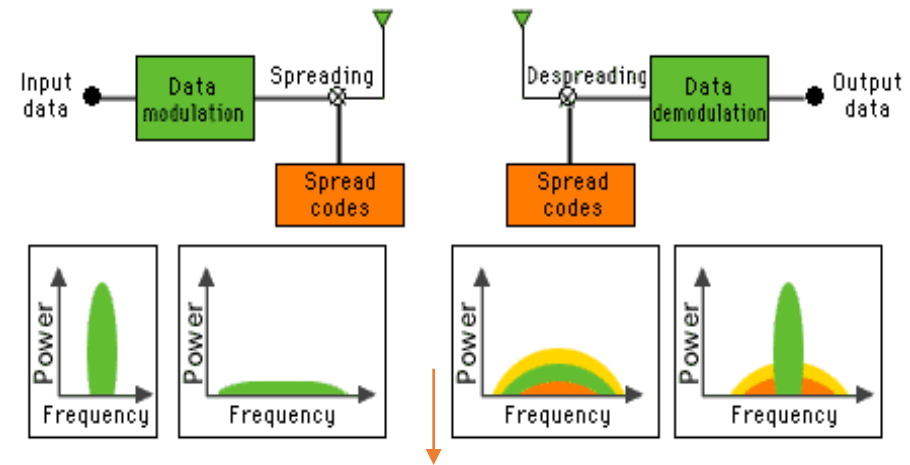 Input
data
Data
modulation
Spreading
Spread
codes
Despreading
Data
demodulation
Output
data
Spread
codes
Power
Frequency
Power
Frequency
Power
Frequency
Power
Frequency